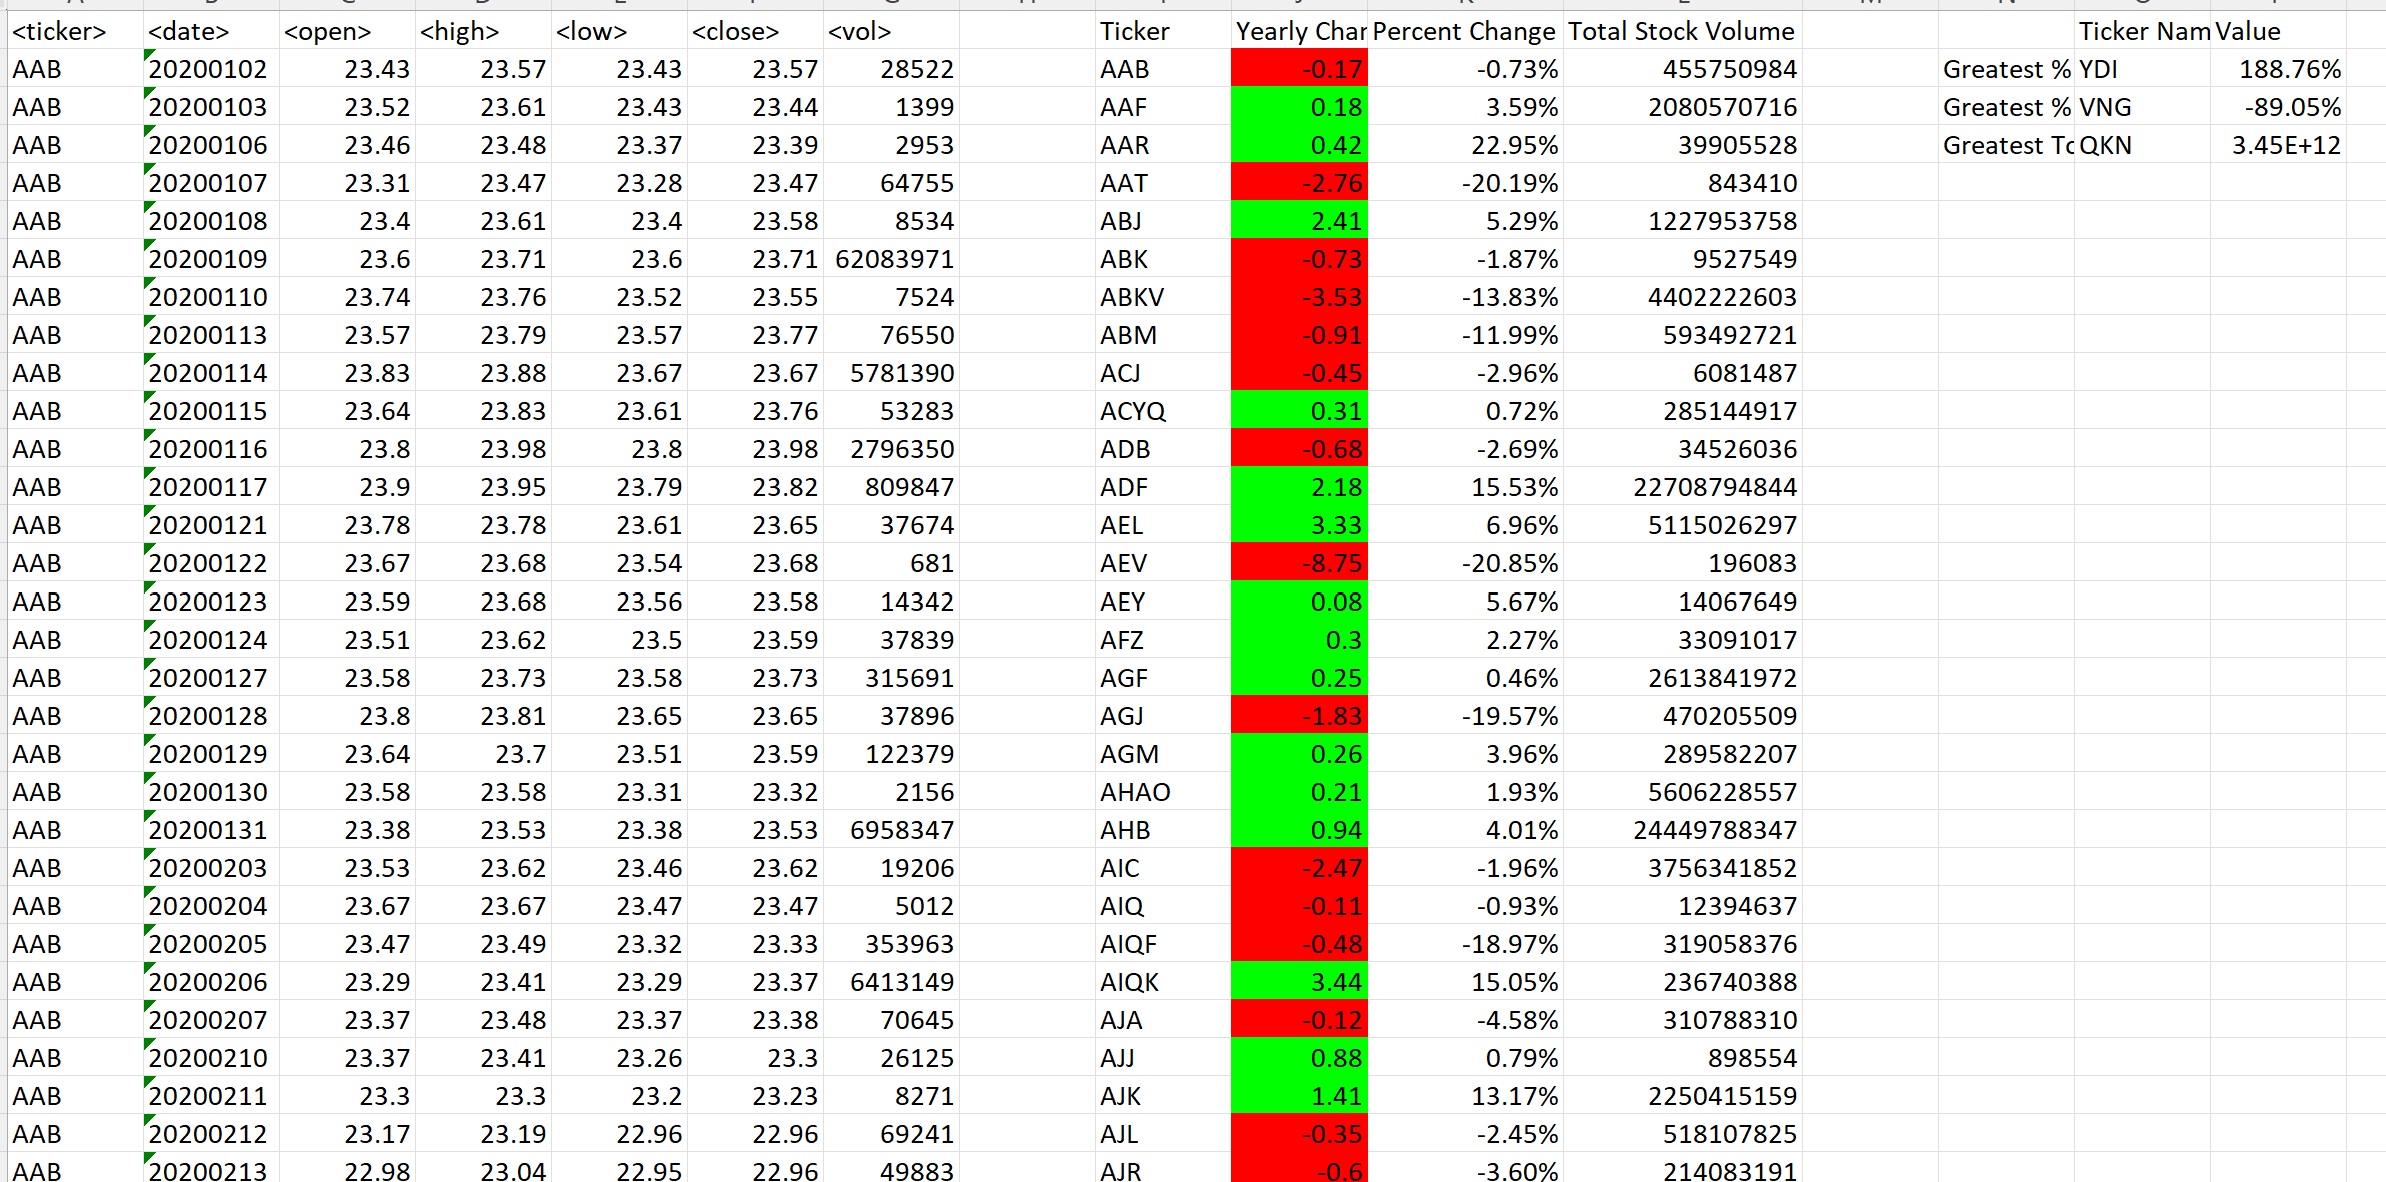 <ticker> <date> <open> <high> <low> <close> <vol> Ticker Yearly Char Percent Change Total Stock Volume Ticker Nam Value
AAB 20200102 23.43 23.57 23.43 23.57 28522 AAB -0.17 -0.73% 455750984 Greatest % YDI 188.76%
AAB 20200103 23.52 23.61 23.43 23.44 1399 AAF 0.18 3.59% 2080570716 Greatest % VNG -89.05%
AAB 20200106 23.46 23.48 23.37 23.39 2953 AAR 0.42 22.95% 39905528 Greatest To QKN 3.45E+12
AAB 20200107 23.31 23.47 23.28 23.47 64755 AAT -2.76 -20.19% 843410
AAB 20200108 23.4 23.61 23.4 23.58 8534 ABJ 2.41 5.29% 1227953758
AAB 20200109 23.6 23.71 23.6 23.71 62083971 ABK -0.73 -1.87% 9527549
AAB 20200110 23.74 23.76 23.52 23.55 7524 ABKV -3.53 -13.83% 4402222603
AAB 20200113 23.57 23.79 23.57 23.77 76550 ABM -0.91 -11.99% 593492721
AAB 20200114 23.83 23.88 23.67 23.67 5781390 ACJ -0.45 -2.96% 6081487
AAB 20200115 23.64 23.83 23.61 23.76 53283 ACYQ 0.31 0.72% 285144917
AAB 20200116 23.8 23.98 23.8 23.98 2796350 ADB -0.68 -2.69% 34526036
AAB 20200117 23.9 23.95 23.79 23.82 809847 ADF 2.18 15.53% 22708794844
AAB 20200121 23.78 23.78 23.61 23.65 37674 AEL 3.33 6.96% 5115026297
AAB 20200122 23.67 23.68 23.54 23.68 681 AEV -8.75 -20.85% 196083
AAB 20200123 23.59 23.68 23.56 23.58 14342 AEY 0.08 5.67% 14067649
AAB 20200124 23.51 23.62 23.5 23.59 37839 AFZ 0.3 2.27% 33091017
AAB 20200127 23.58 23.73 23.58 23.73 315691 AGF 0.25 0.46% 2613841972
AAB 20200128 23.8 23.81 23.65 23.65 37896 AGJ -1.83 -19.57% 470205509
AAB 20200129 23.64 23.7 23.51 23.59 122379 AGM 0.26 3.96% 289582207
AAB 20200130 23.58 23.58 23.31 23.32 2156 AHAO 0.21 1.93% 5606228557
AAB 20200131 23.38 23.53 23.38 23.53 6958347 AHB 0.94 4.01% 24449788347
AAB 20200203 23.53 23.62 23.46 23.62 19206 AIC -2.47 -1.96% 3756341852
AAB 20200204 23.67 23.67 23.47 23.47 5012 AIQ -0.11 -0.93% 12394637
AAB 20200205 23.47 23.49 23.32 23.33 353963 AIQF -0.48 -18.97% 319058376
AAB 20200206 23.29 23.41 23.29 23.37 6413149 AIQK 3.44 15.05% 236740388
AAB 20200207 23.37 23.48 23.37 23.38 70645 AJA -0.12 -4.58% 310788310
AAB 20200210 23.37 23.41 23.26 23.3 26125 AJJ 0.88 0.79% 898554
AAB 20200211 23.3 23.3 23.2 23.23 8271 AJK 1.41 13.17% 2250415159
AAB 20200212 23.17 23.19 22.96 22.96 69241 AJL -0.35 -2.45% 518107825
AAB 20200213 22.98 23.04 22.95 22.96 49883 AJR -0.6 -3.60% 214083191